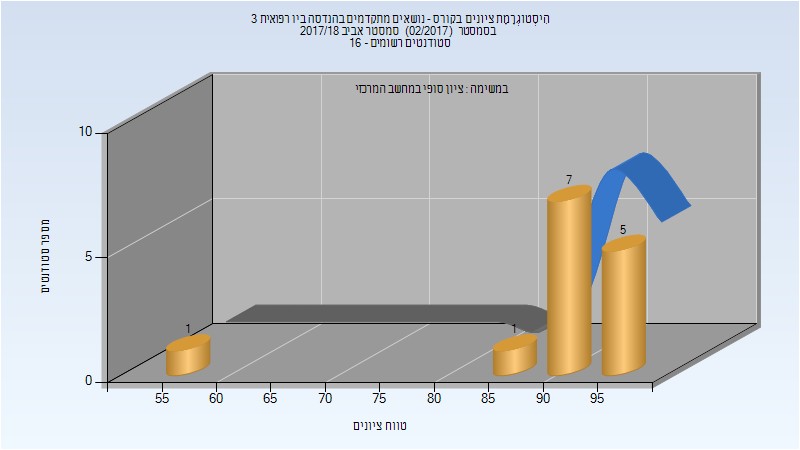 היסטוגרמת ציונים בקורס - נושאים מתקדמים בהנדסה ביו רפואית 3
בסמסטר (02/2017) סמסטר אביב 2017/18
סטודנטים רשומים - 16
במשימה : ציון סופי במחשב המרכזי
מספר סטודנטים
10
5
0
1
1
7
5
55
60
65
70
75
80
85
90
95
טווח ציונים